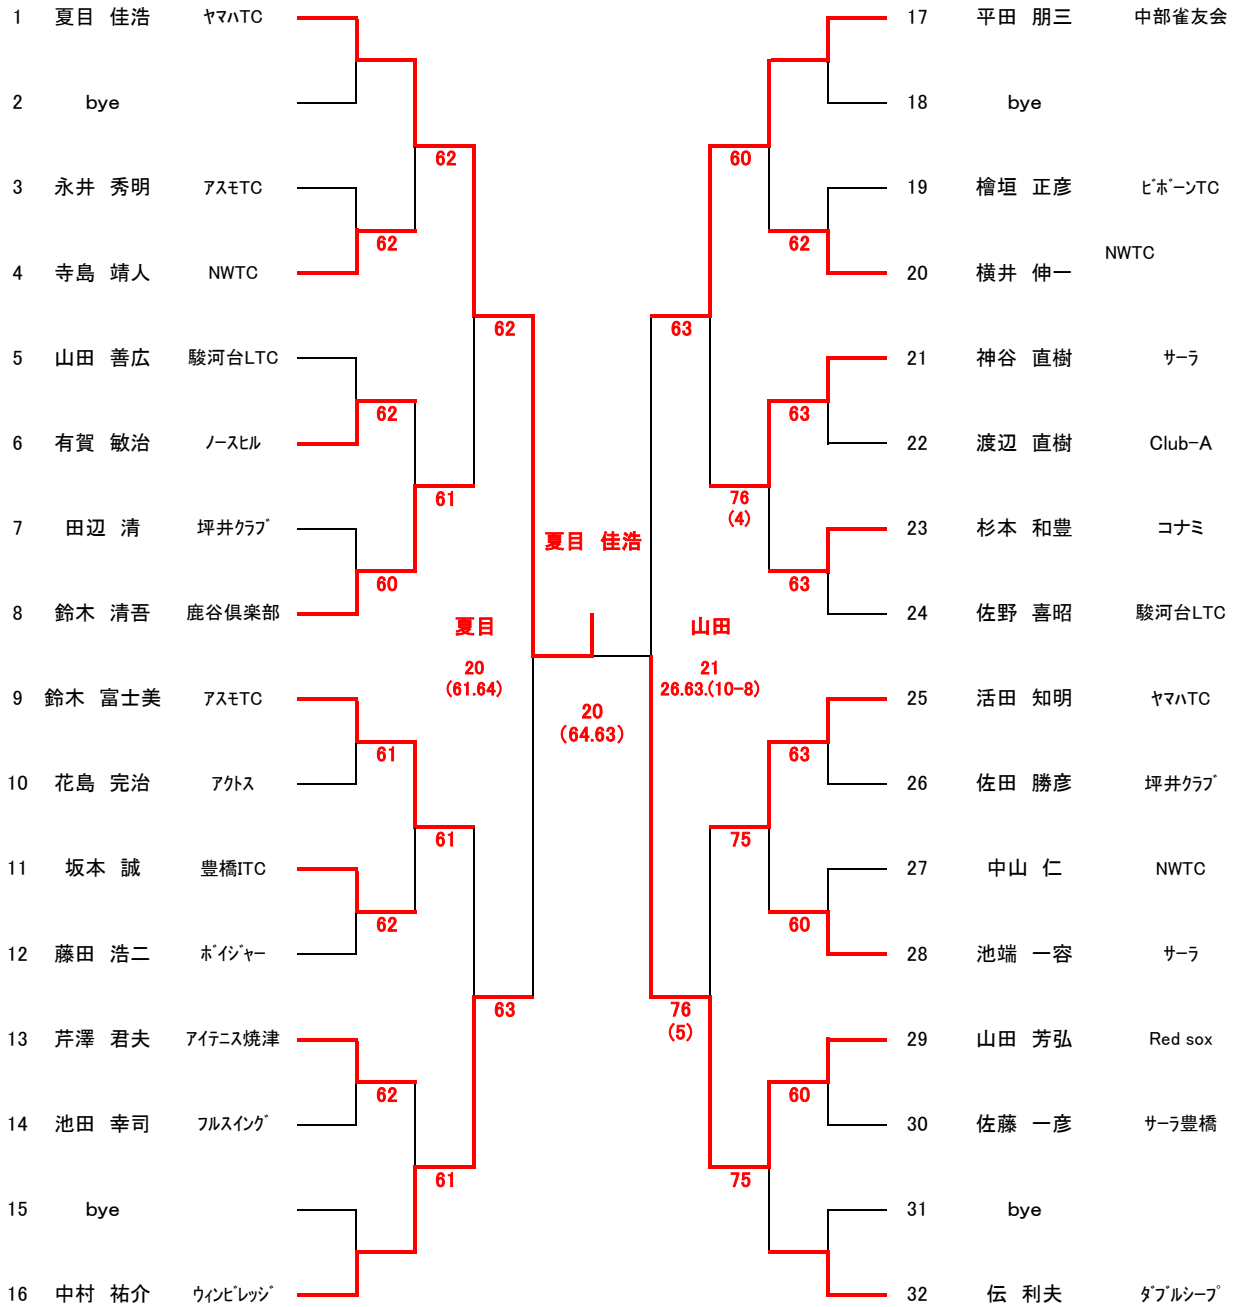 1 夏目 佳浩 ヤマハTC
2 bye
3 永井 秀明 アスモTC
4 寺島 靖人 NWTC
5 山田 善広 駿河台LTC
6 有賀 敏治 ノースヒル
7 田辺 清 坪井クラブ
8 鈴木 清吾 鹿谷倶楽部
9 鈴木 富士美 アスモTC
10 花島 完治 アクトス
11 坂本 誠 豊橋ITC
12 藤田 浩二 ボイジャー
13 芹澤 君夫 アイテニス焼津
14 池田 幸司 フルスイング
15 bye
16 中村 祐介 ウィンビレッジ
62
62
60
61
62
62
61
62
61
61
62
63
夏目 佳浩
夏目
20
(61.64)
20
(64.63)
山田
21
26.63.(10-8)
63
76
(5)
60
76
(4)
75
75
62
63
63
63
60
60
17 平田 朋三 中部雀友会
18 bye
19 檜垣 正彦 ビボーンTC
20 横井 伸一 NWTC
21 神谷 直樹 サーラ
22 渡辺 直樹 Club-A
23 杉本 和豊 コナミ
24 佐野 喜昭 駿河台LTC
25 活田 知明 ヤマハTC
26 佐田 勝彦 坪井クラブ
27 中山 仁 NWTC
28 池端 一容 サーラ
29 山田 芳弘 Red sox
30 佐藤 一彦 サーラ豊橋
31 bye
32 伝 利夫 ダブルシープ